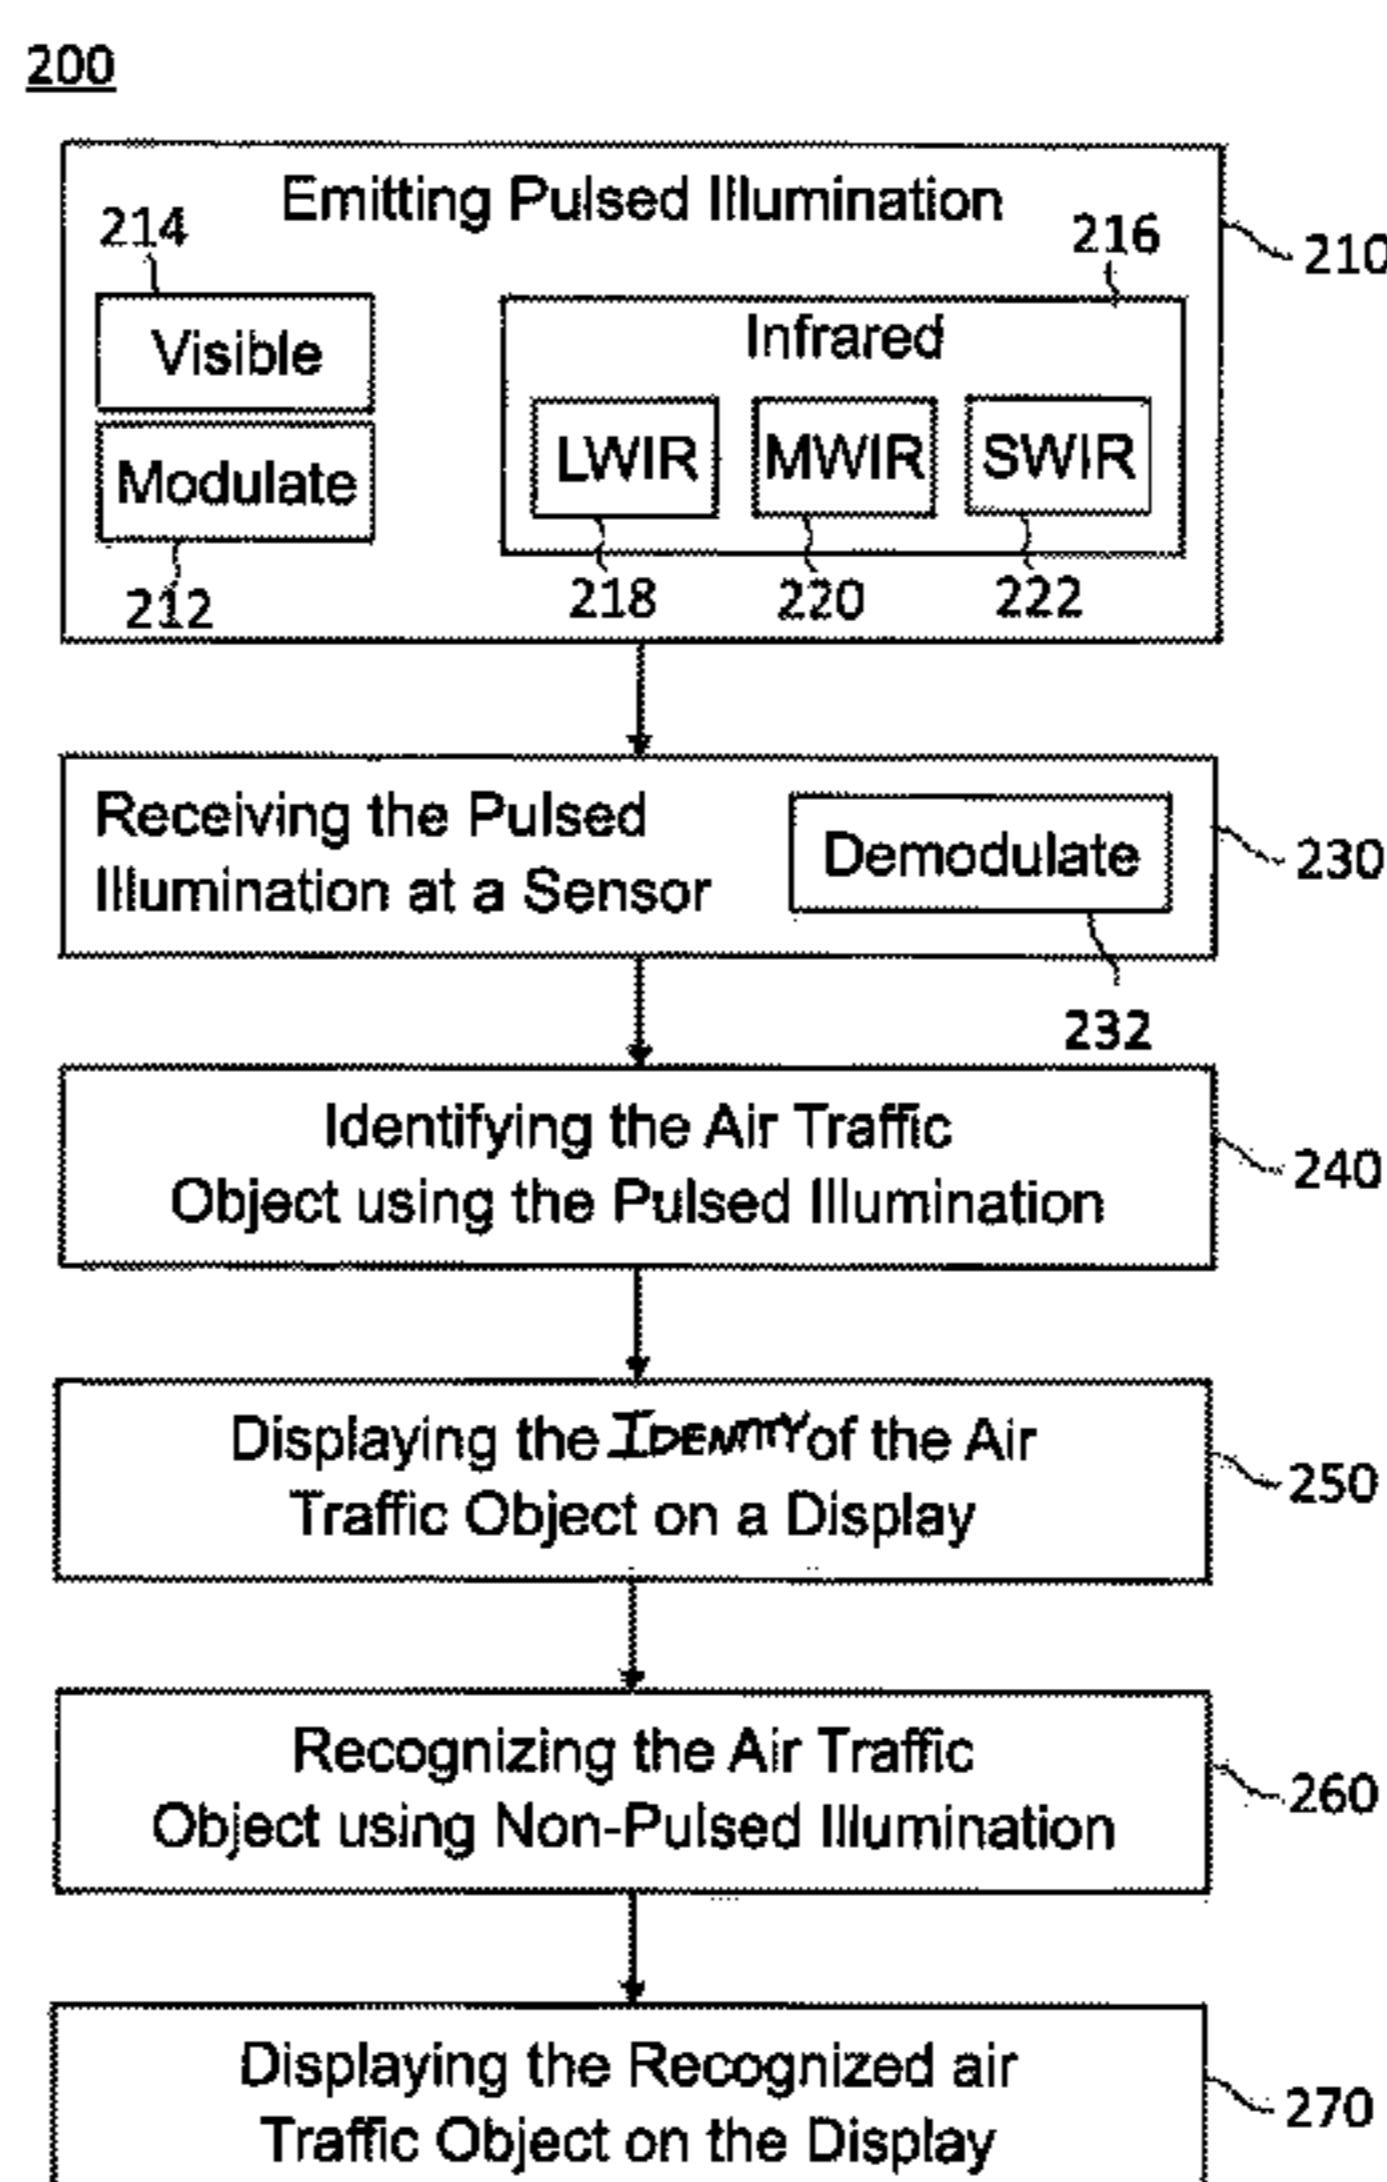 200
Emitting Pulsed Illumination
214
216
210
Visible
Infrared
Modulate
LWIR
MWIR
SWIR
212
218
220
222
Receiving the Pulsed
Illumination at a Sensor
Demodulate
230
232
Identifying the Air Traffic
Object using the Pulsed Illumination
240
Displaying the IDENTITY of the Air
Traffic Object on a Display
250
Recognizing the Air Traffic
Object using Non-Pulsed Illumination
260
Displaying the Recognized air
Traffic Object on the Display
270